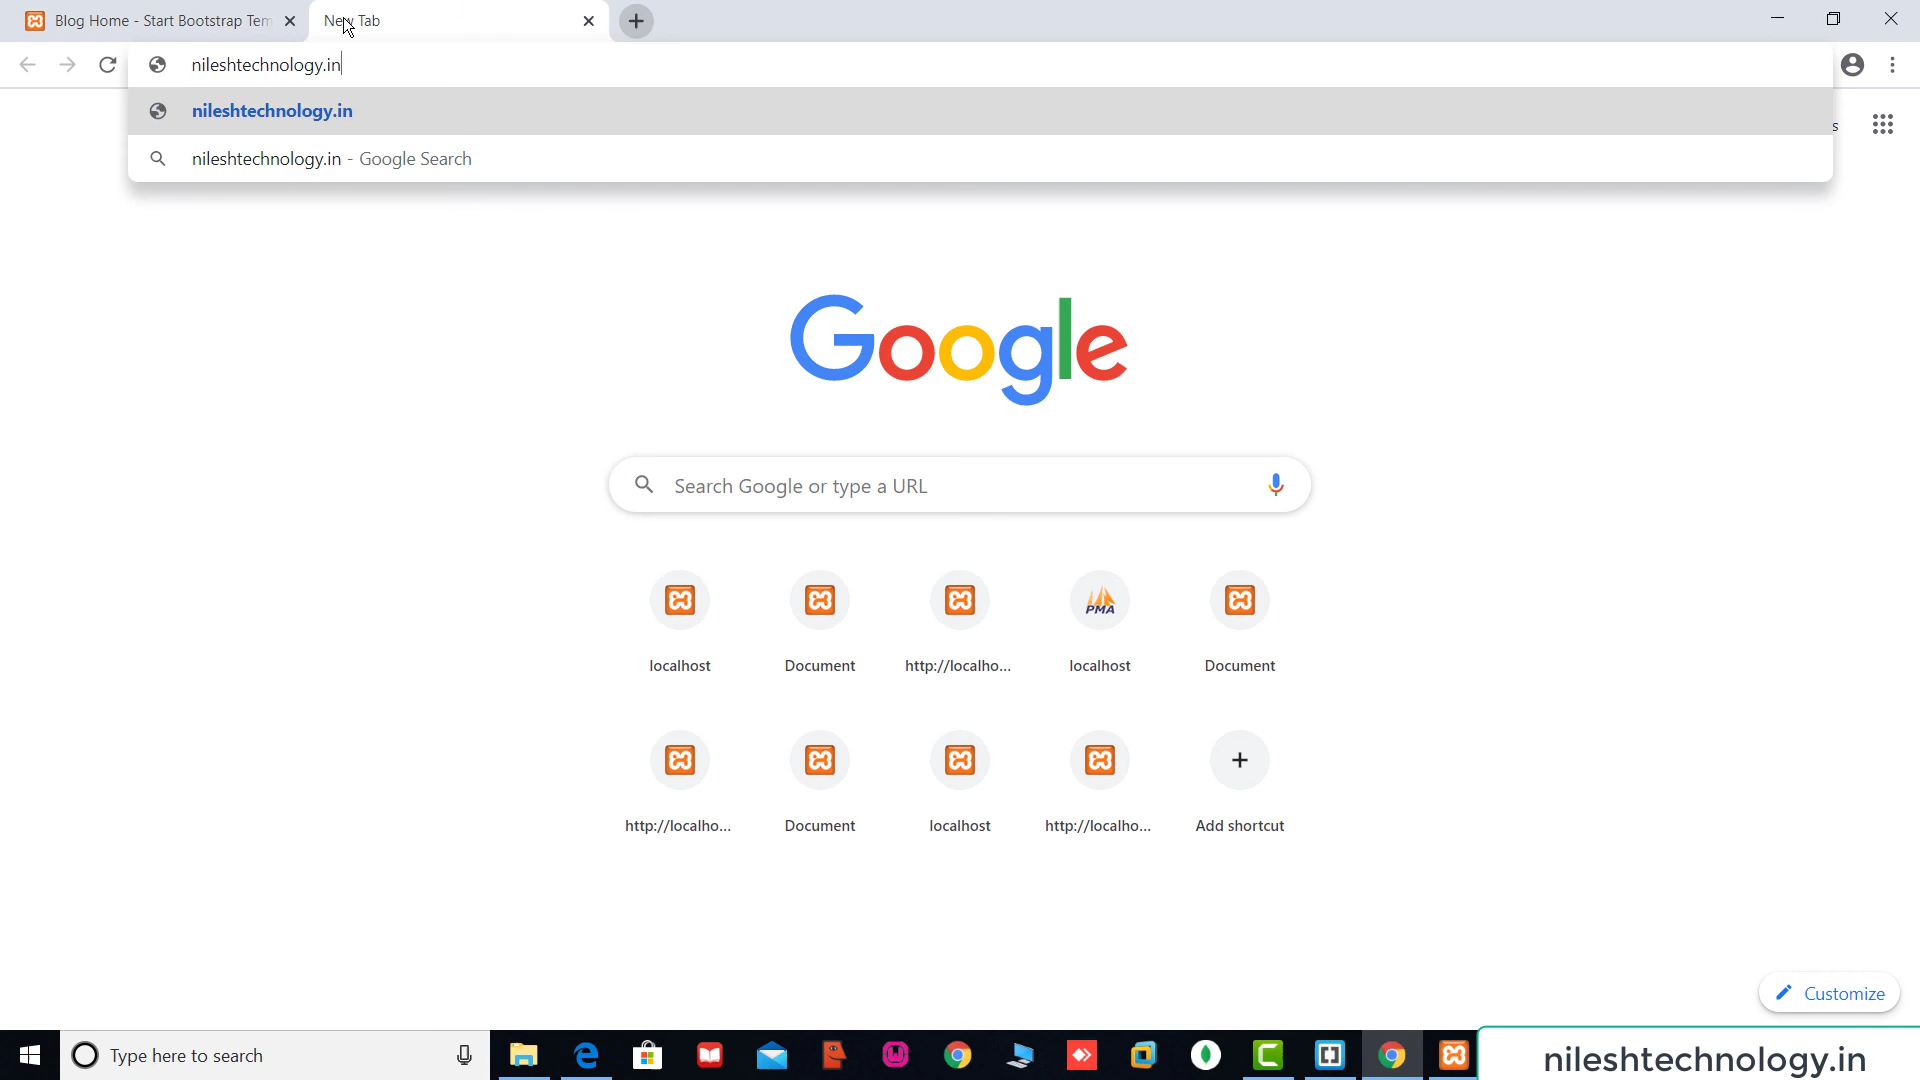 Blog Home - Start Bootstrap Tem
New Tab
nileshtechnology.in
nileshtechnology.in
nileshtechnology.in - Google Search
s
Google
Search Google or type a URL
localhost
Document
http://localho...
PMA
localhost
Document
http://localho...
Document
localhost
http://localho...
Add shortcut
Customize
Type here to search
nileshtechnology.in